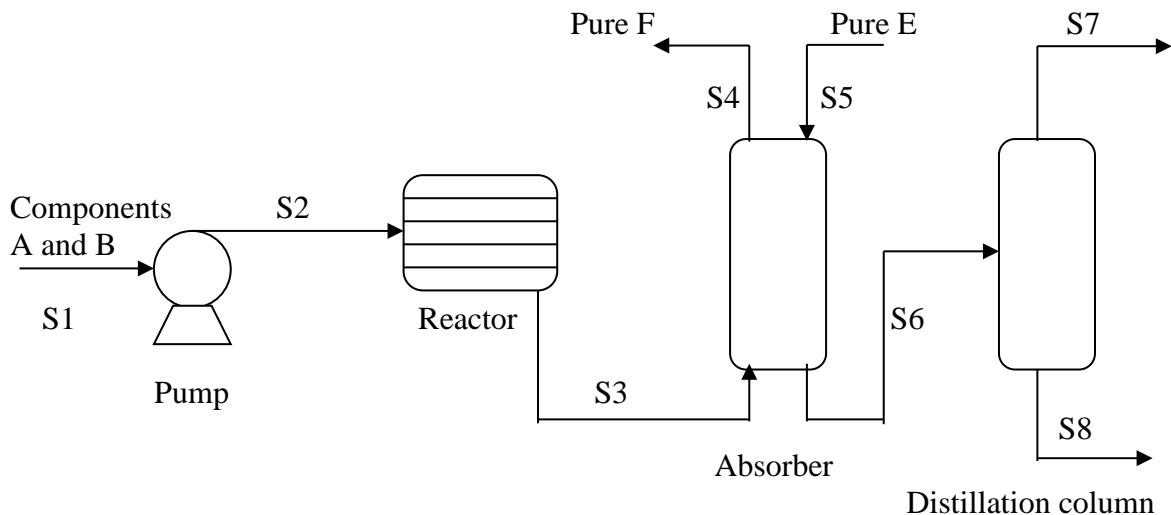 Pure F
Pure E
S7
S4
S5
Components
A and B
S2
S1
Reactor
S6
Pump
S3
S8
Absorber
Distillation column